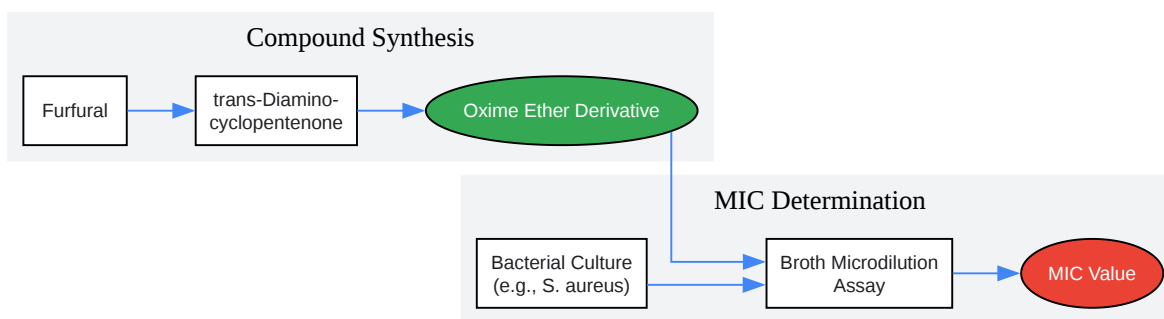 Compound Synthesis
Furfural
trans-Diamino-
cyclopentenone
Oxime Ether Derivative
MIC Determination
Bacterial Culture
(e.g., S. aureus)
Broth Microdilution
Assay
MIC Value